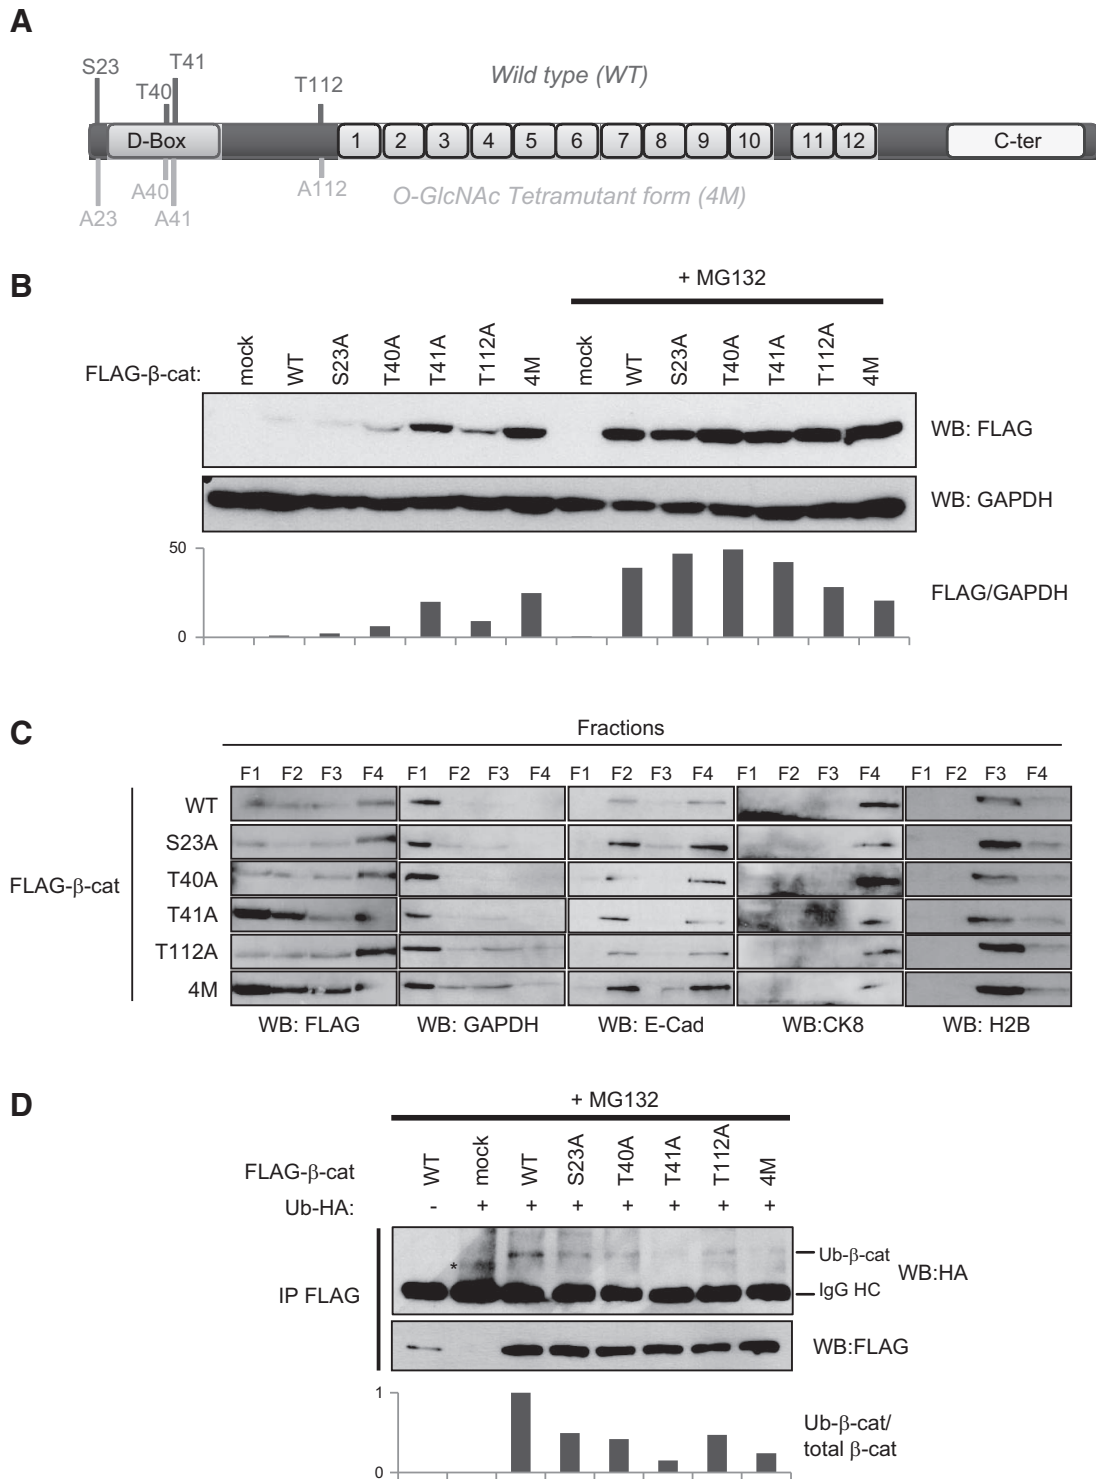 A
S23
T40
T41
T112
Wild type (WT)
D-Box
1 2 3 4 5 6 7 8 9 10 11 12
C-ter
A23
A40
A41
A112
O-GlcNAc Tetramutant form (4M)
B
+ MG132
FLAG-β-cat: mock WT S23A T40A T41A T112A 4M mock WT S23A T40A T41A T112A 4M
WB: FLAG
WB: GAPDH
50
0
FLAG/GAPDH
C
Fractions
F1 F2 F3 F4 F1 F2 F3 F4 F1 F2 F3 F4 F1 F2 F3 F4 F1 F2 F3 F4
FLAG-β-cat
WT
S23A
T40A
T41A
T112A
4M
WB: FLAG WB: GAPDH WB: E-Cad WB:CK8 WB: H2B
D
+ MG132
FLAG-β-cat WT mock WT S23A T40A T41A T112A 4M
Ub-HA: - + + + + + + +
IP FLAG
*
Ub-β-cat
WB:HA
IgG HC
WB:FLAG
1
0
Ub-β-cat/
total β-cat